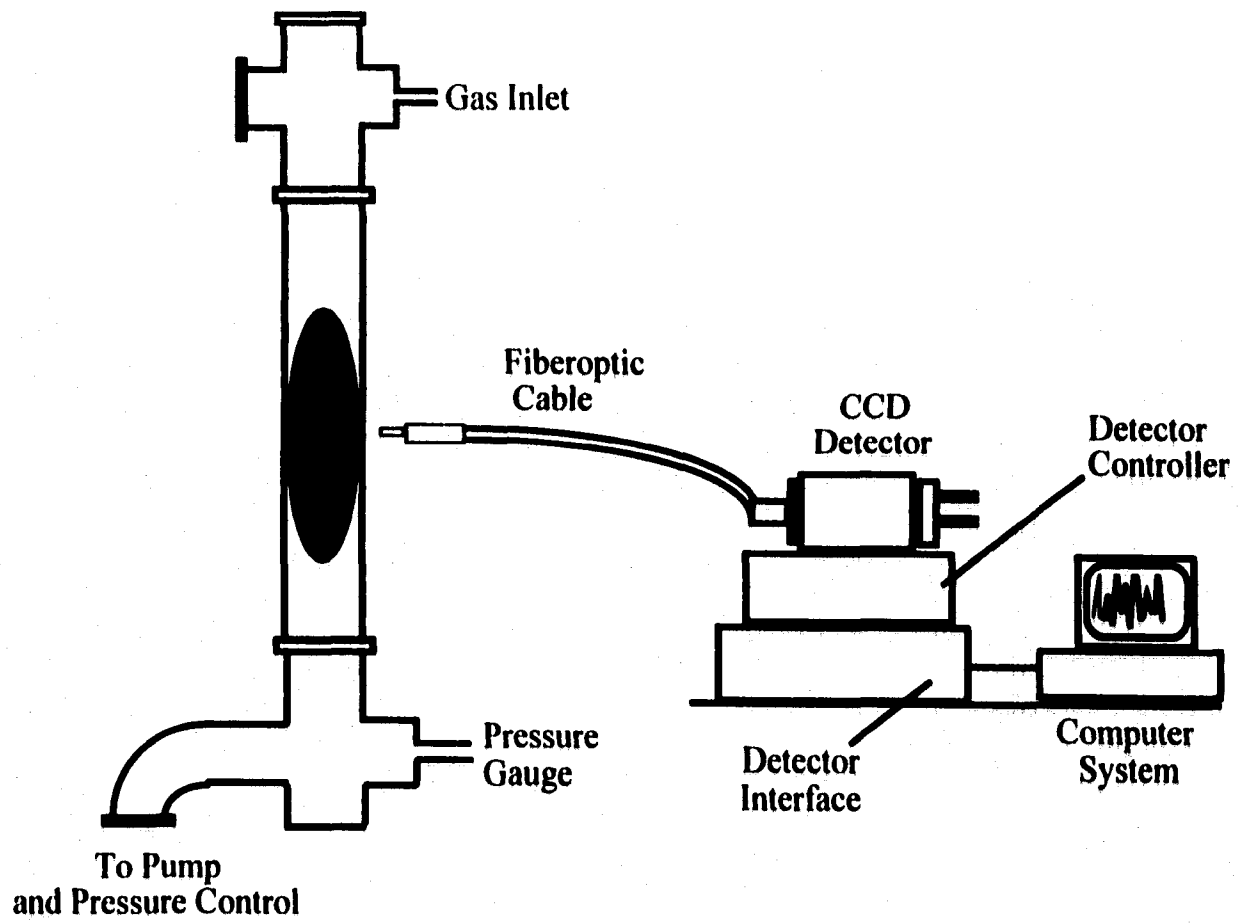 Gas Inlet
Fiberoptic
Cable
CCD
Detector
Detector
Controller
Pressure
Gauge
Detector
Interface
Computer
System
To Pump
and Pressure Control